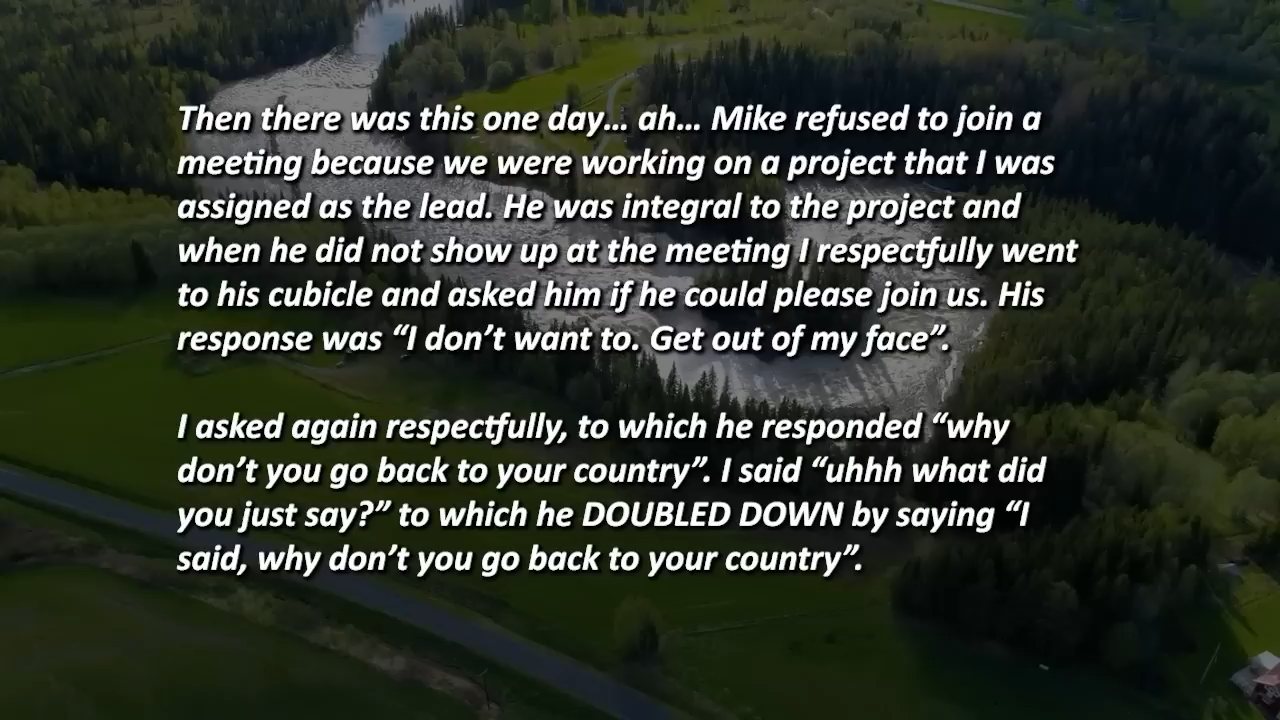 Then there was this one day... ah... Mike refused to join a
meeting because we were working on a project that I was
assigned as the lead. He was integral to the project and
when he did not show up at the meeting I respectfully went
to his cubicle and asked him if he could please join us. His
response was “I don’t want to. Get out of my face”.
I asked again respectfully, to which he responded “why
don’t you go back to your country”. I said “uhhh what did
you just say?” to which he DOUBLED DOWN by saying “I
said, why don’t you go back to your country”.